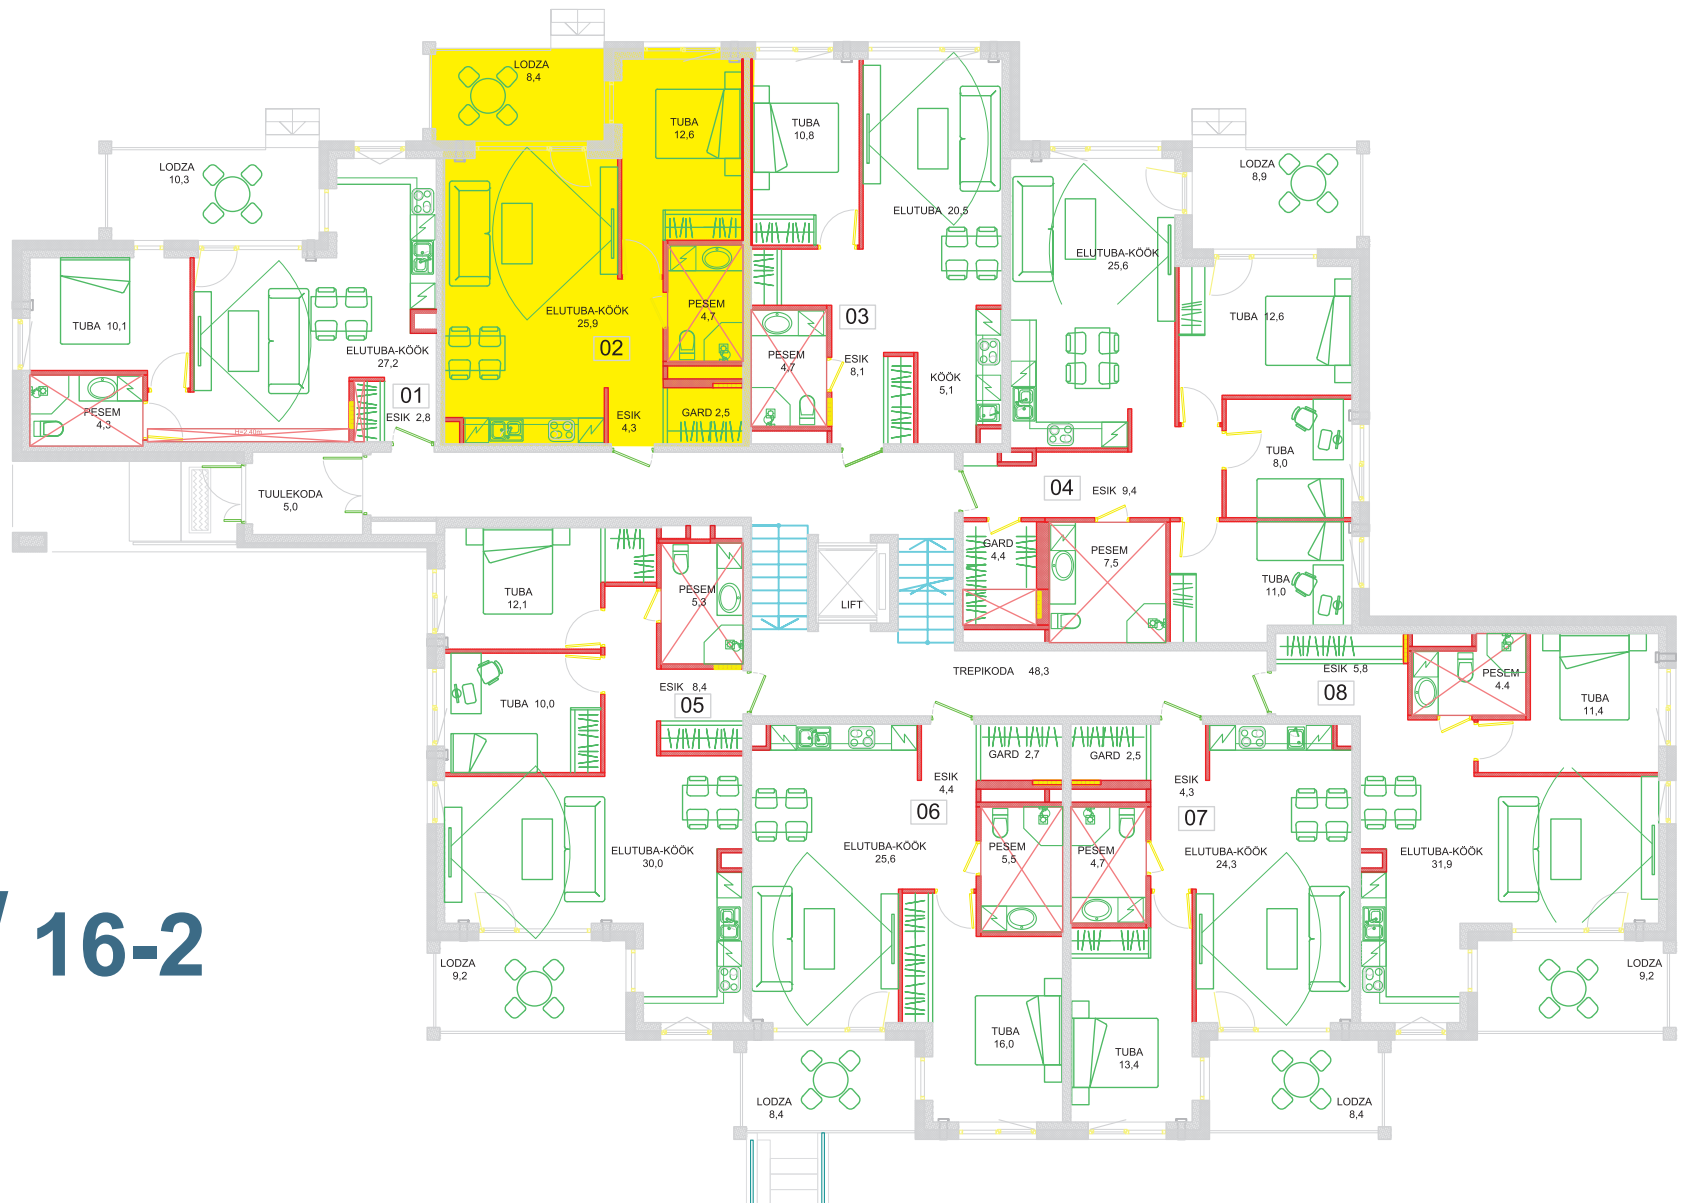 LODZA
8,4
TUBA
12,6
ELUTUBA-KÖÖK
25,9
02
PESEM
4,7
ESIK
4,3
GARD 2,5
LODZA
10,3
TUBA 10,1
ELUTUBA-KÖÖK
27,2
01
ESIK 2,8
PESEM
4,3
H=2.40m
TUULEKODA
5,0
TUBA
10,8
ELUTUBA 20,5
03
PESEM
4,7
ESIK
8,1
KÖÖK
5,1
LODZA
8,9
ELUTUBA-KÖÖK
25,6
TUBA 12,6
TUBA
8,0
04
ESIK 9,4
GARD
4,4
PESEM
7,5
TUBA
11,0
LIFT
TREPIKODA 48,3
TUBA
12,1
PESEM
5,3
TUBA 10,0
ESIK 8,4
05
ELUTUBA-KÖÖK
30,0
LODZA
9,2
GARD 2,7
ESIK
4,4
06
ELUTUBA-KÖÖK
25,6
PESEM
5,5
TUBA
16,0
LODZA
8,4
GARD 2,5
ESIK
4,3
07
PESEM
4,7
ELUTUBA-KÖÖK
24,3
TUBA
13,4
LODZA
8,4
ESIK 5,8
08
PESEM
4,4
TUBA
11,4
ELUTUBA-KÖÖK
31,9
LODZA
9,2
/ 16-2